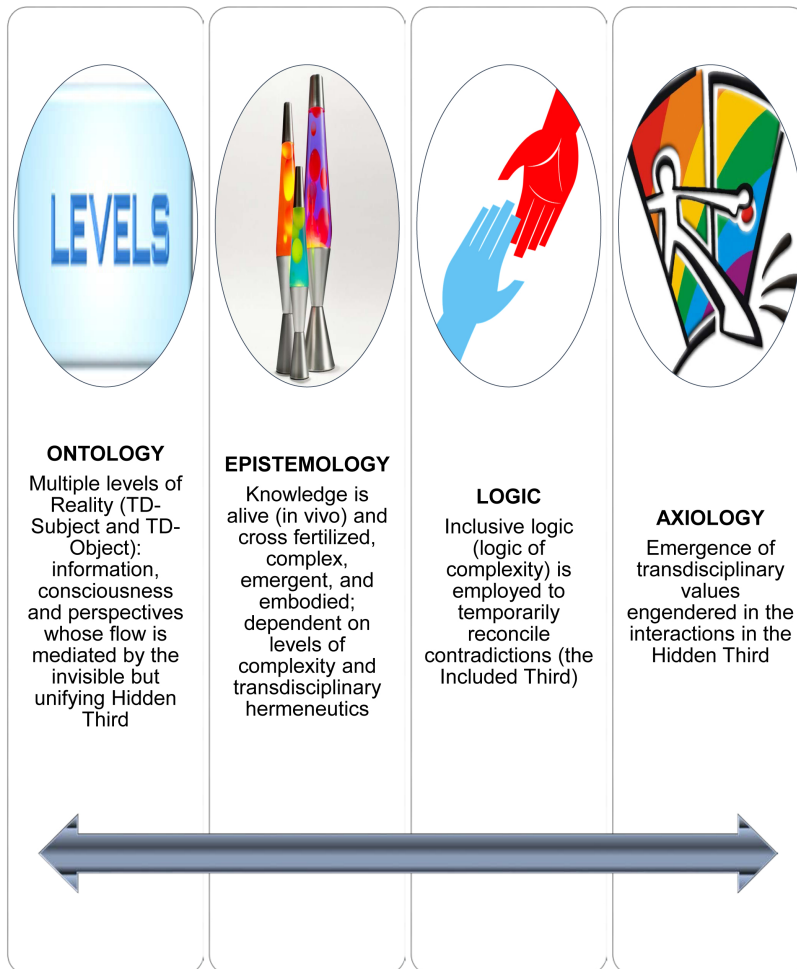 LEVELS
ONTOLOGY
Multiple levels of
Reality (TD-
Subject and TD-
Object):
information,
consciousness
and perspectives
whose flow is
mediated by the
invisible but
unifying Hidden
Third
EPISTEMOLOGY
Knowledge is
alive (in vivo) and
cross fertilized,
complex,
emergent, and
embodied;
dependent on
levels of
complexity and
transdisciplinary
hermeneutics
LOGIC
Inclusive logic
(logic of
complexity) is
employed to
temporarily
reconcile
contradictions (the
Included Third)
AXIOLOGY
Emergence of
transdisciplinary
values
engendered in the
interactions in the
Hidden Third